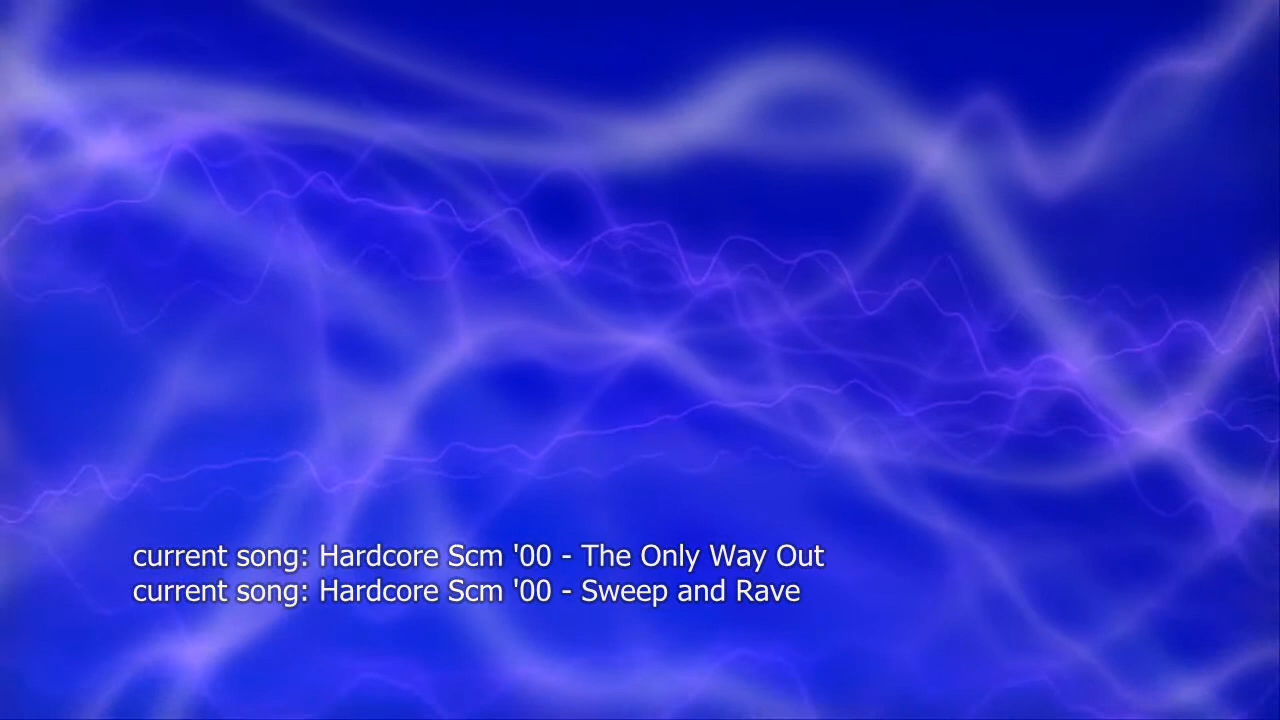 current song: Hardcore Scm '00 - The Only Way Out
current song: Hardcore Scm '00 - Sweep and Rave